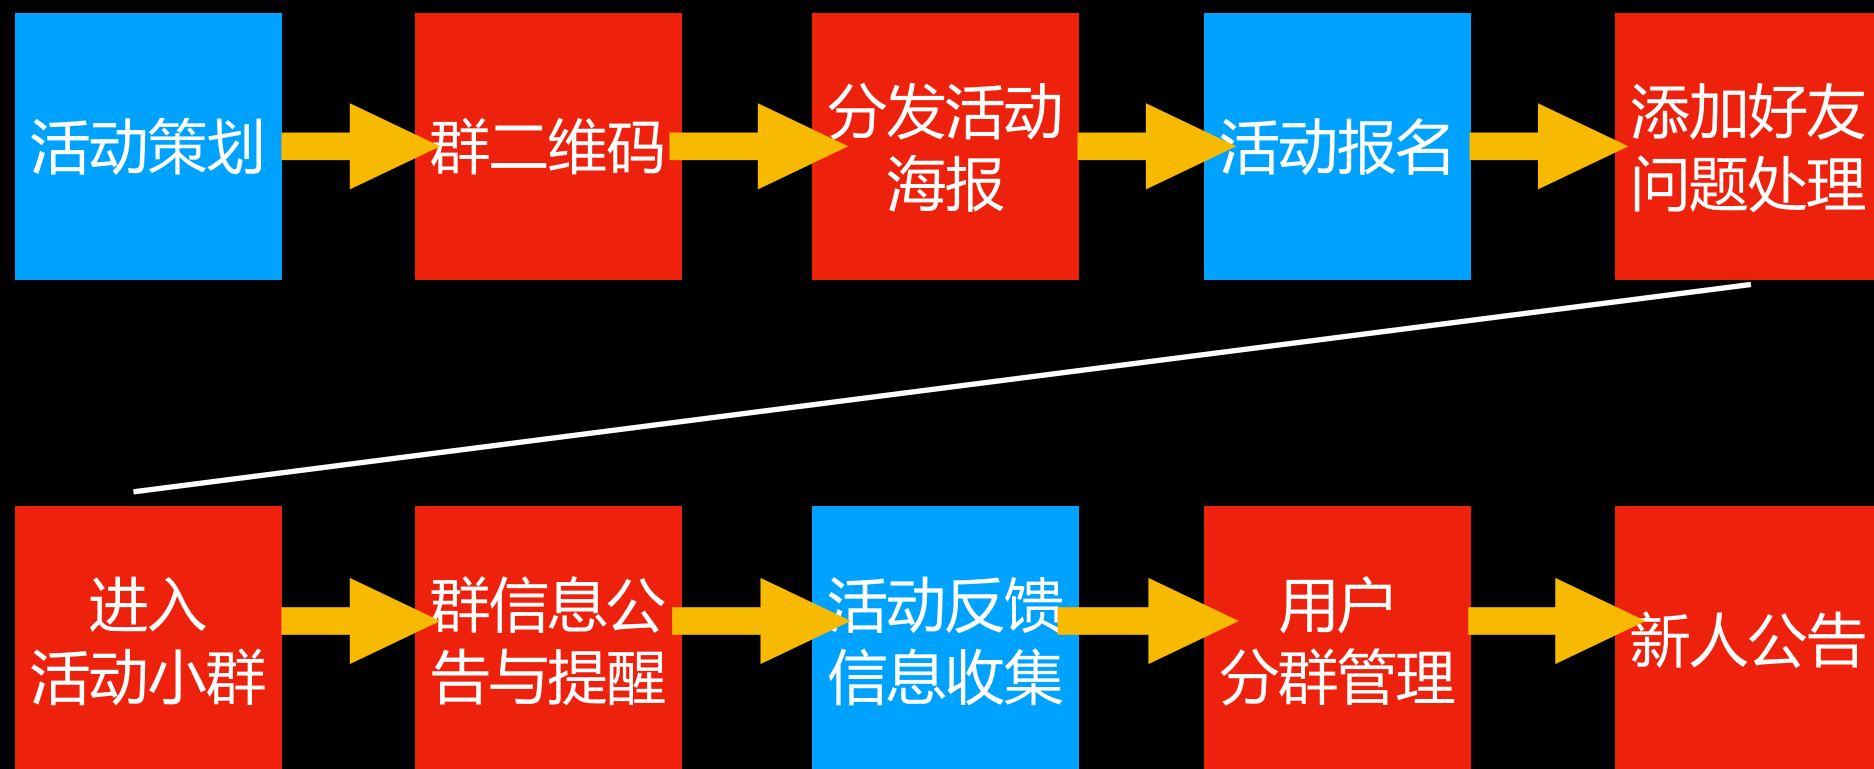 活动策划
群二维码
分发活动
海报
活动报名
添加好友
问题处理
进入
活动小群
群信息公
告与提醒
活动反馈
信息收集
用户
分群管理
新人公告